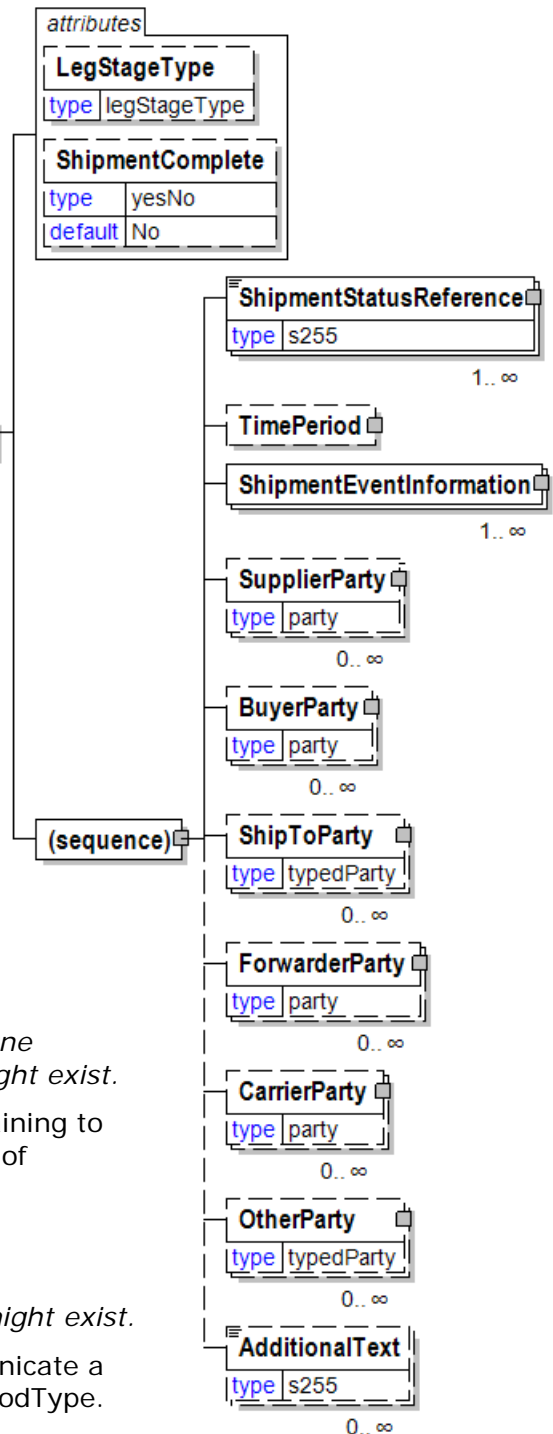 attributes
LegStageType
type legStageType
ShipmentComplete
type yesNo
default No
ShipmentStatusReference
type s255
1.. ∞
TimePeriod
ShipmentEventInformation
1.. ∞
SupplierParty
type party
0.. ∞
BuyerParty
type party
0.. ∞
(sequence)
ShipToParty
type typedParty
0.. ∞
ForwarderParty
type party
0.. ∞
CarrierParty
type party
0.. ∞
OtherParty
type typedParty
0.. ∞
AdditionalText
type s255
0.. ∞
ne
ght exist.
ining to
of
night exist.
nicate a
odType.